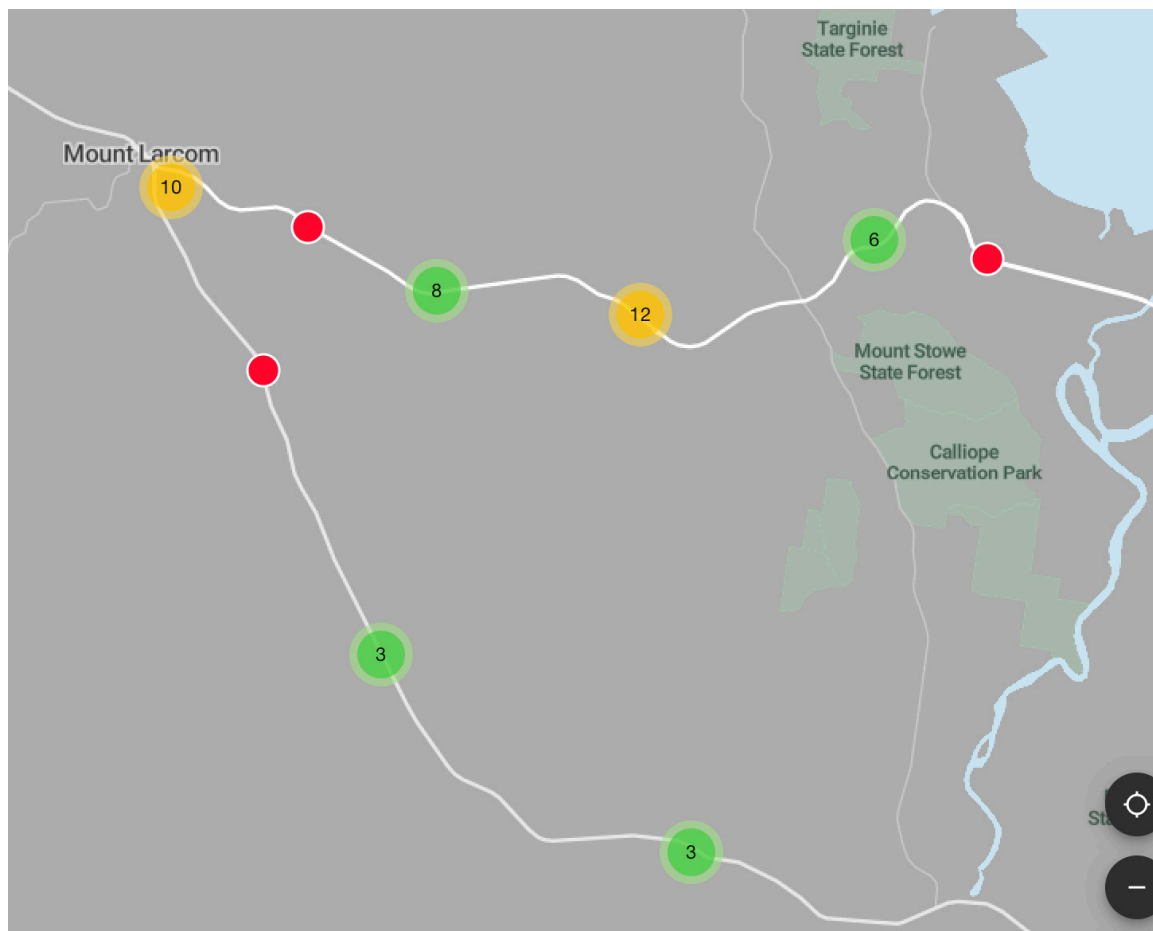 Targinie
State Forest
Mount Larcom
10
6
8
12
Mount Stowe
State Forest
Calliope
Conservation Park
3
3